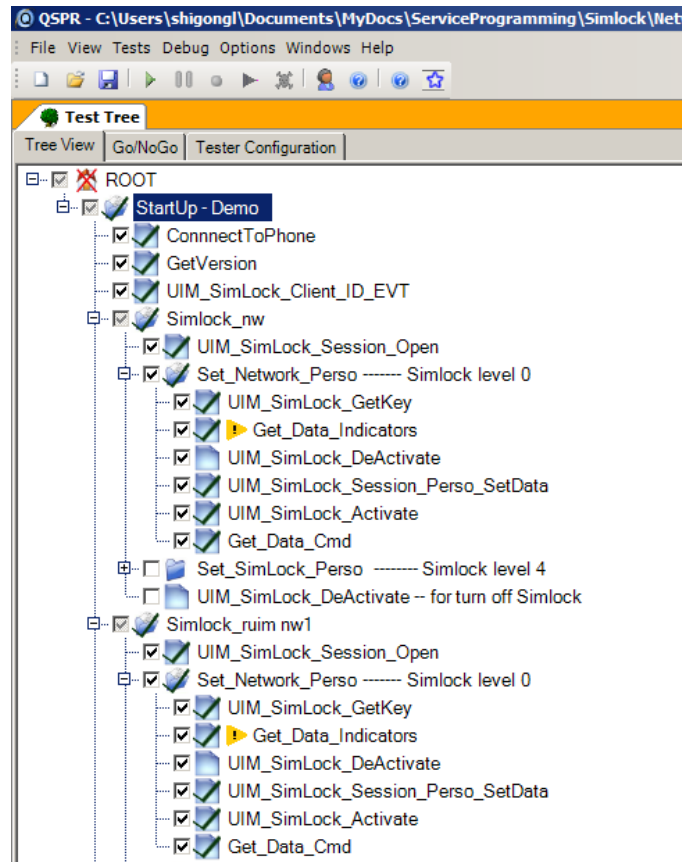 QSPR - C:\Users\shigongl\Documents\MyDocs\ServiceProgramming\Simlock\Net
File View Tests Debug Options Windows Help
Test Tree
Tree View Go/NoGo Tester Configuration
ROOT
StartUp - Demo
ConnnectToPhone
GetVersion
UIM_SimLock_Client_ID_EVT
Simlock_nw
UIM_SimLock_Session_Open
Set_Network_Perso ------- Simlock level 0
UIM_SimLock_GetKey
Get_Data_Indicators
UIM_SimLock_DeActivate
UIM_SimLock_Session_Perso_SetData
UIM_SimLock_Activate
Get_Data_Cmd
Set_SimLock_Perso -------- Simlock level 4
UIM_SimLock_DeActivate -- for turn off Simlock
Simlock_ruim nw1
UIM_SimLock_Session_Open
Set_Network_Perso ------- Simlock level 0
UIM_SimLock_GetKey
Get_Data_Indicators
UIM_SimLock_DeActivate
UIM_SimLock_Session_Perso_SetData
UIM_SimLock_Activate
Get_Data_Cmd